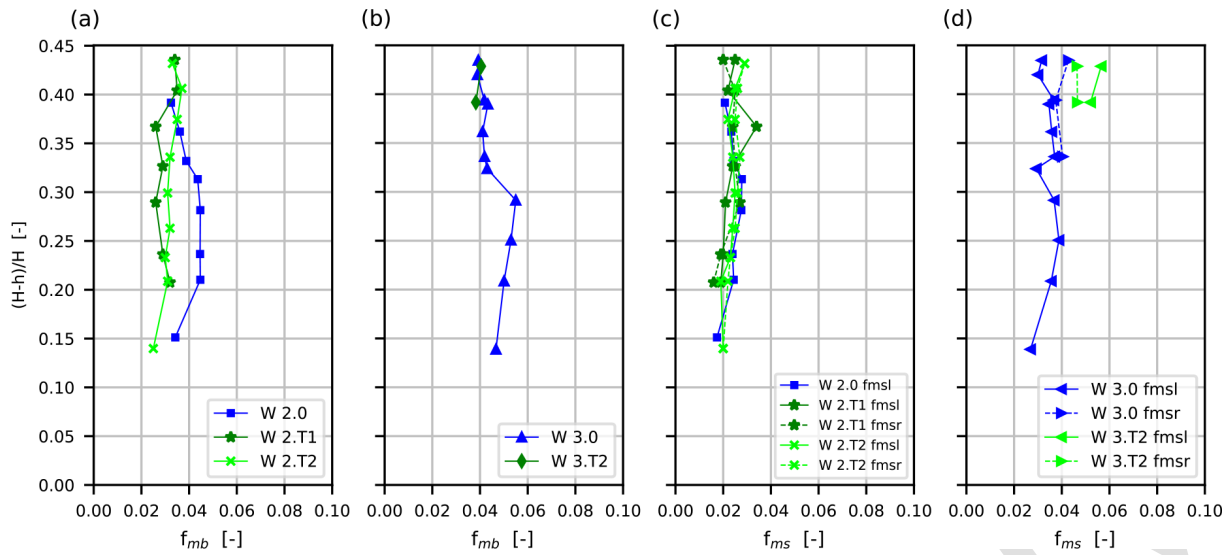 (a) (b) (c) (d)
0.45
0.40
0.35
0.30
0.25
0.20
0.15
0.10
0.05
0.00
(H-h)/H [-]
W 2.0
W 2.T1
W 2.T2
0.00 0.02 0.04 0.06 0.08 0.10
fmb [-]
W 3.0
W 3.T2
0.00 0.02 0.04 0.06 0.08 0.10
fmb [-]
W 2.0 fmsl
W 2.T1 fmsl
W 2.T1 fmsr
W 2.T2 fmsl
W 2.T2 fmsr
0.00 0.02 0.04 0.06 0.08 0.10
fms [-]
W 3.0 fmsl
W 3.0 fmsr
W 3.T2 fmsl
W 3.T2 fmsr
0.00 0.02 0.04 0.06 0.08 0.10
fms [-]